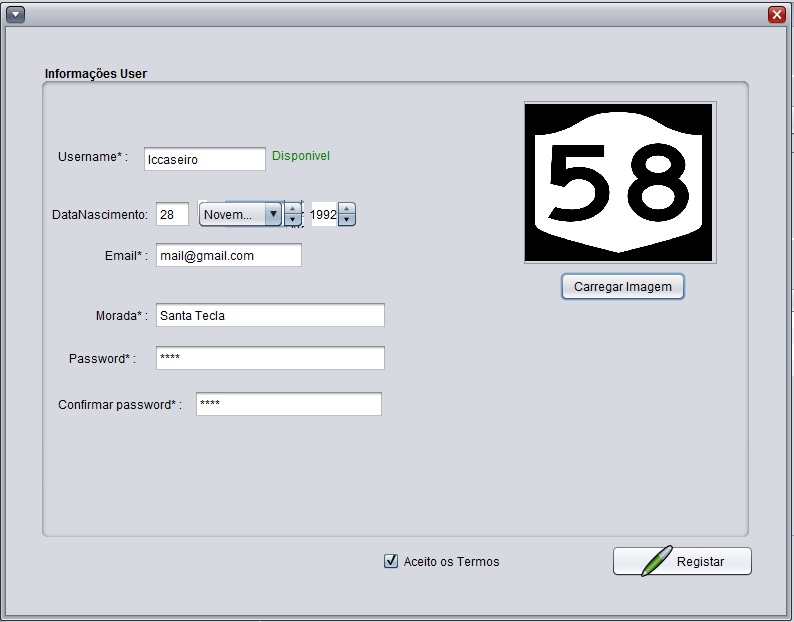 Informações User
Username* : lccaseiro Disponivel
58
DataNascimento: 28 Novem... 1992
Email* : mail@gmail.com
Carregar Imagem
Morada* : Santa Tecla
Password* : ****
Confirmar password* : ****
Aceito os Termos
Registar